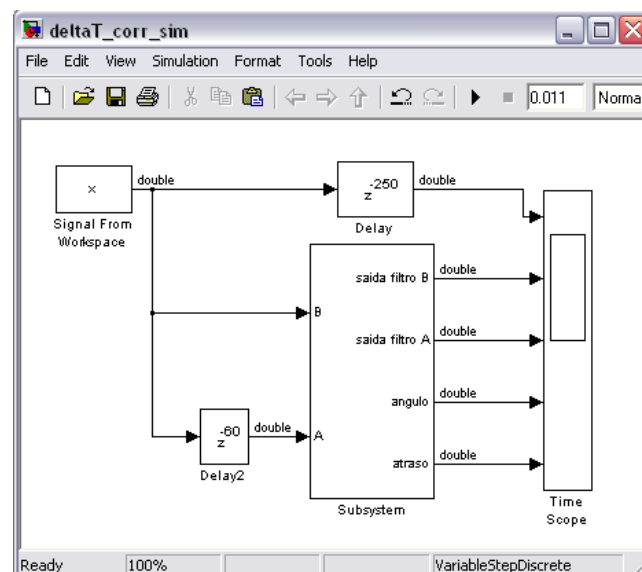 deltaT_corr_sim
File Edit View Simulation Format Tools Help
0.011 Norma
x
double
Signal From
Workspace
-250
z
double
Delay
saida filtro B
double
B
saida filtro A
double
angulo
double
-60
z
double
A
atraso
double
Delay2
Subsystem
Time
Scope
Ready 100% VariableStepDiscrete